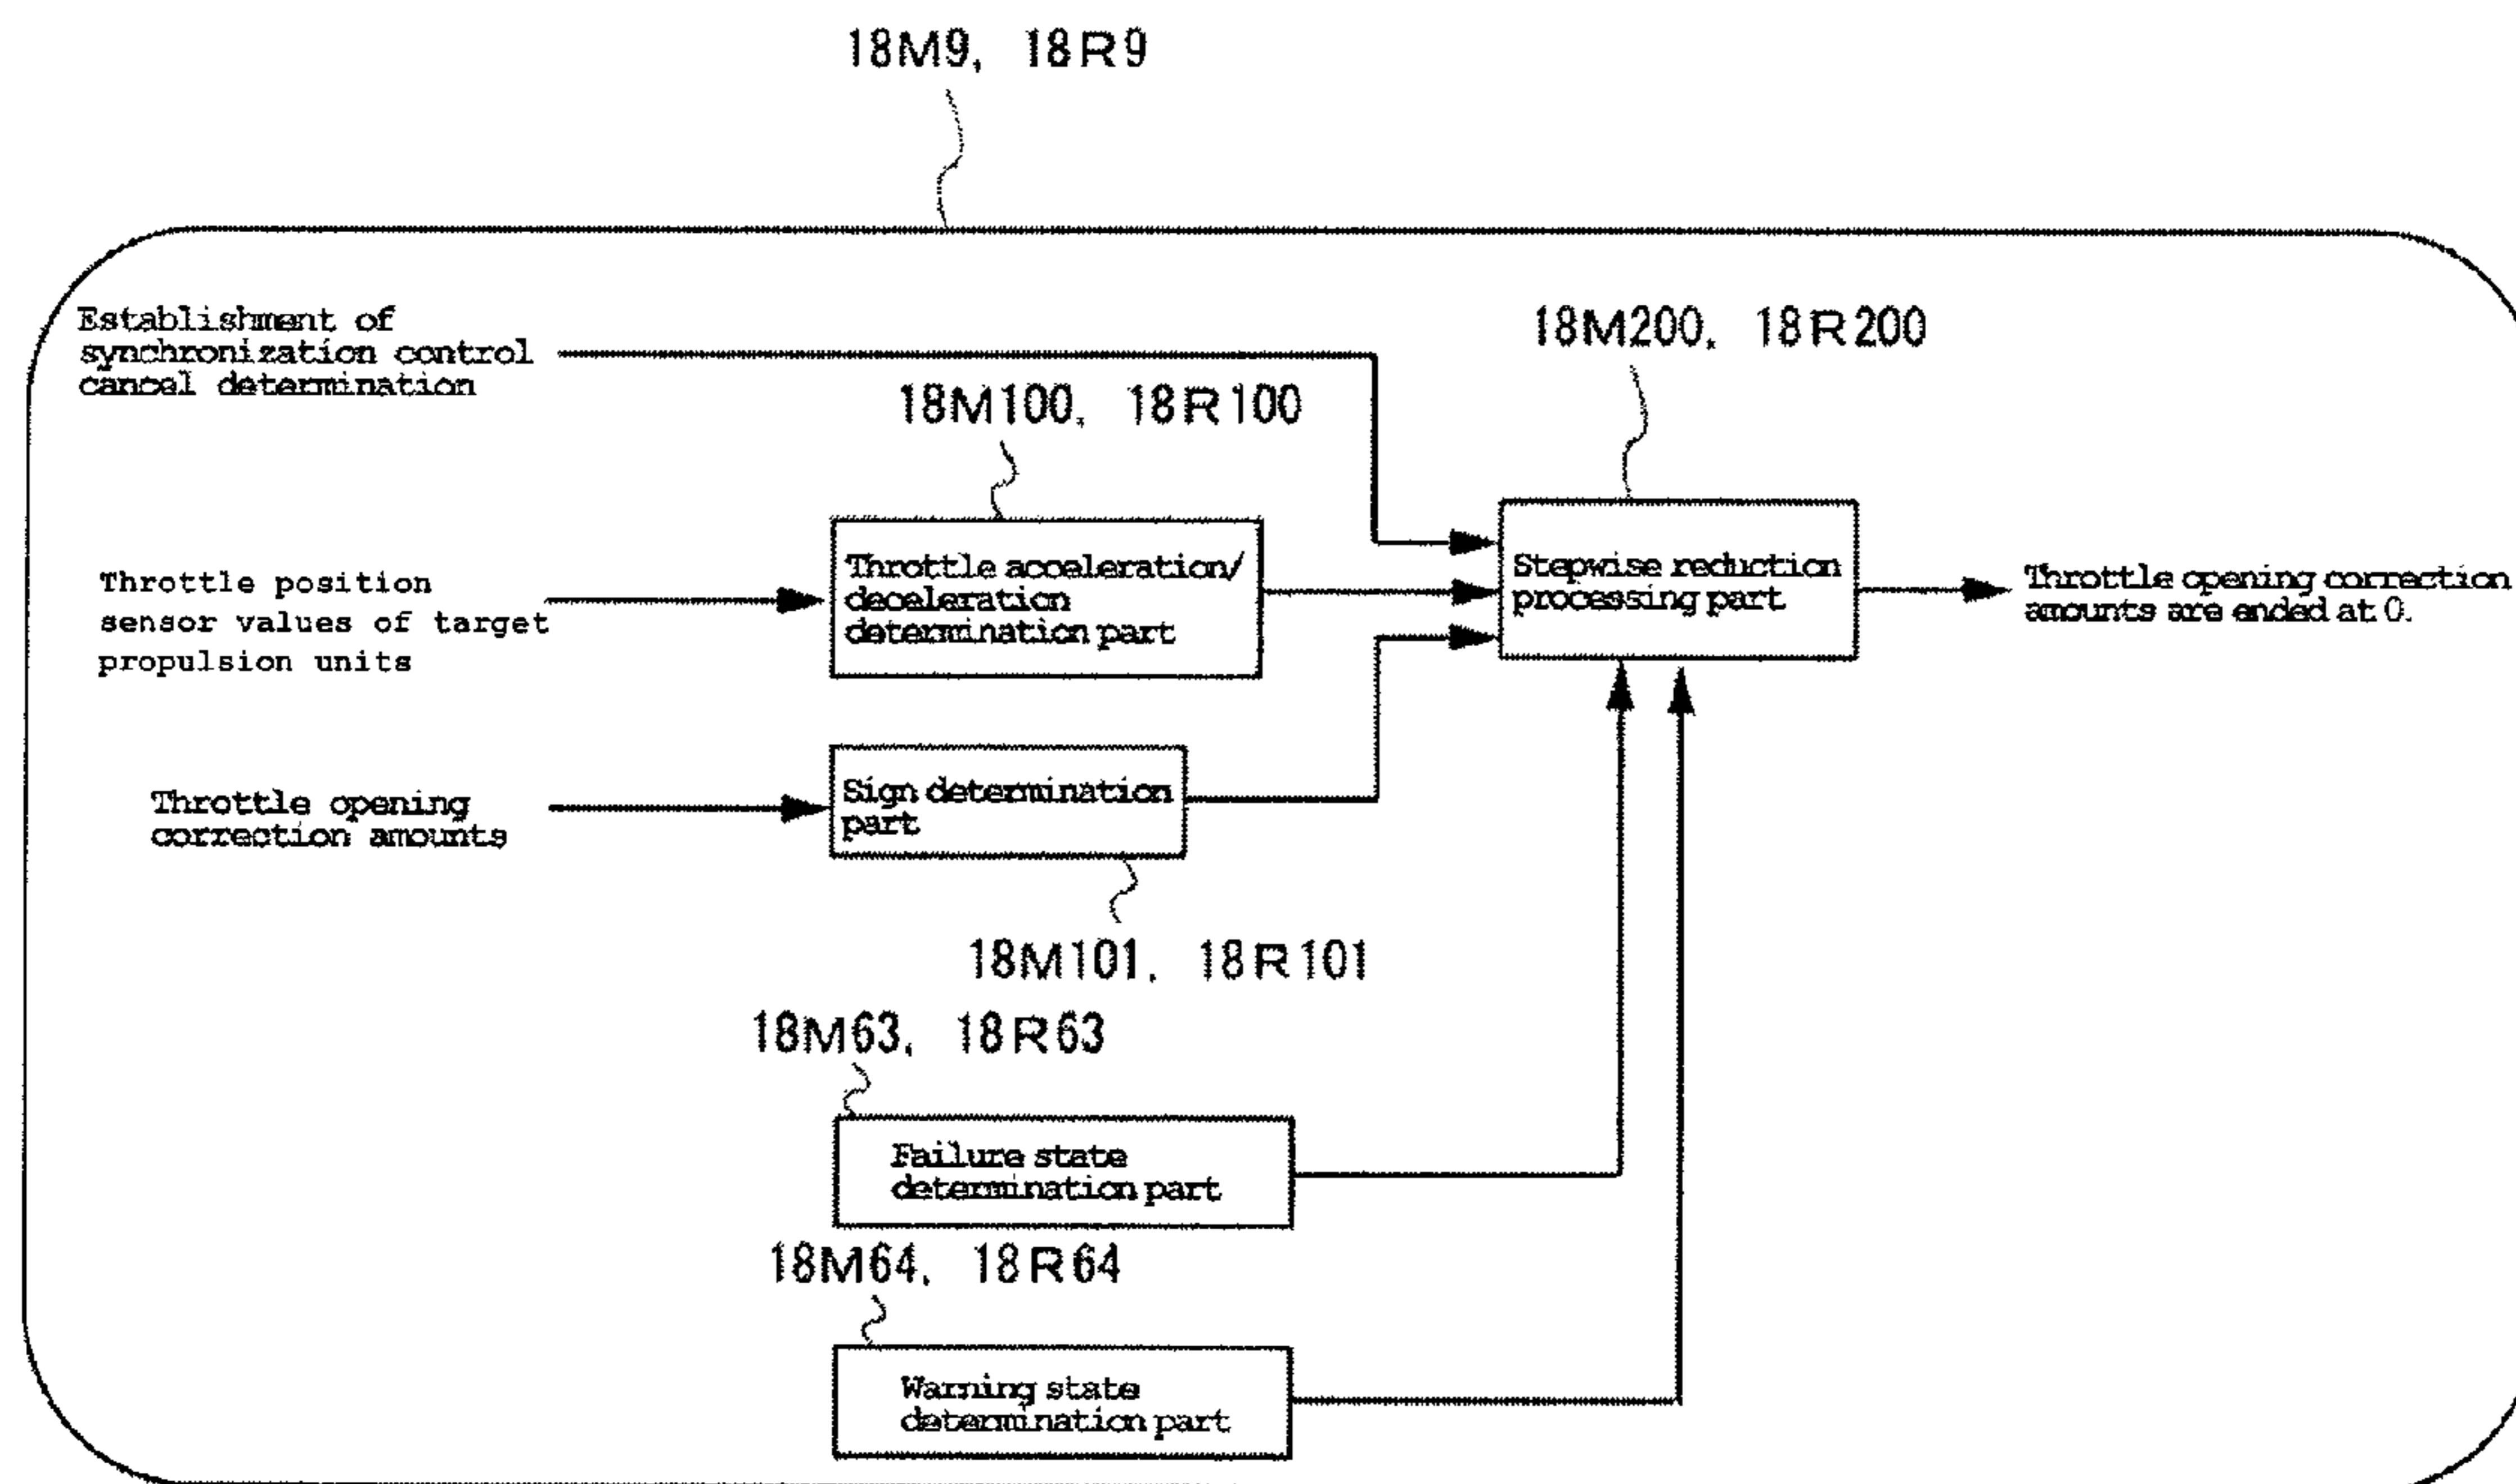 18M9, 18R9
Establishment of
synchronization control
cancel determination
18M200, 18R200
18M100, 18R100
Throttle position
sensor values of target
propulsion units
Throttle acceleration/
deceleration
determination part
Stepwise reduction
processing part
Throttle opening correction
amounts are ended at 0.
Throttle opening
correction amounts
Sign determination
part
18M101, 18R101
18M63, 18R63
Failure state
determination part
18M64, 18R64
Warning state
determination part